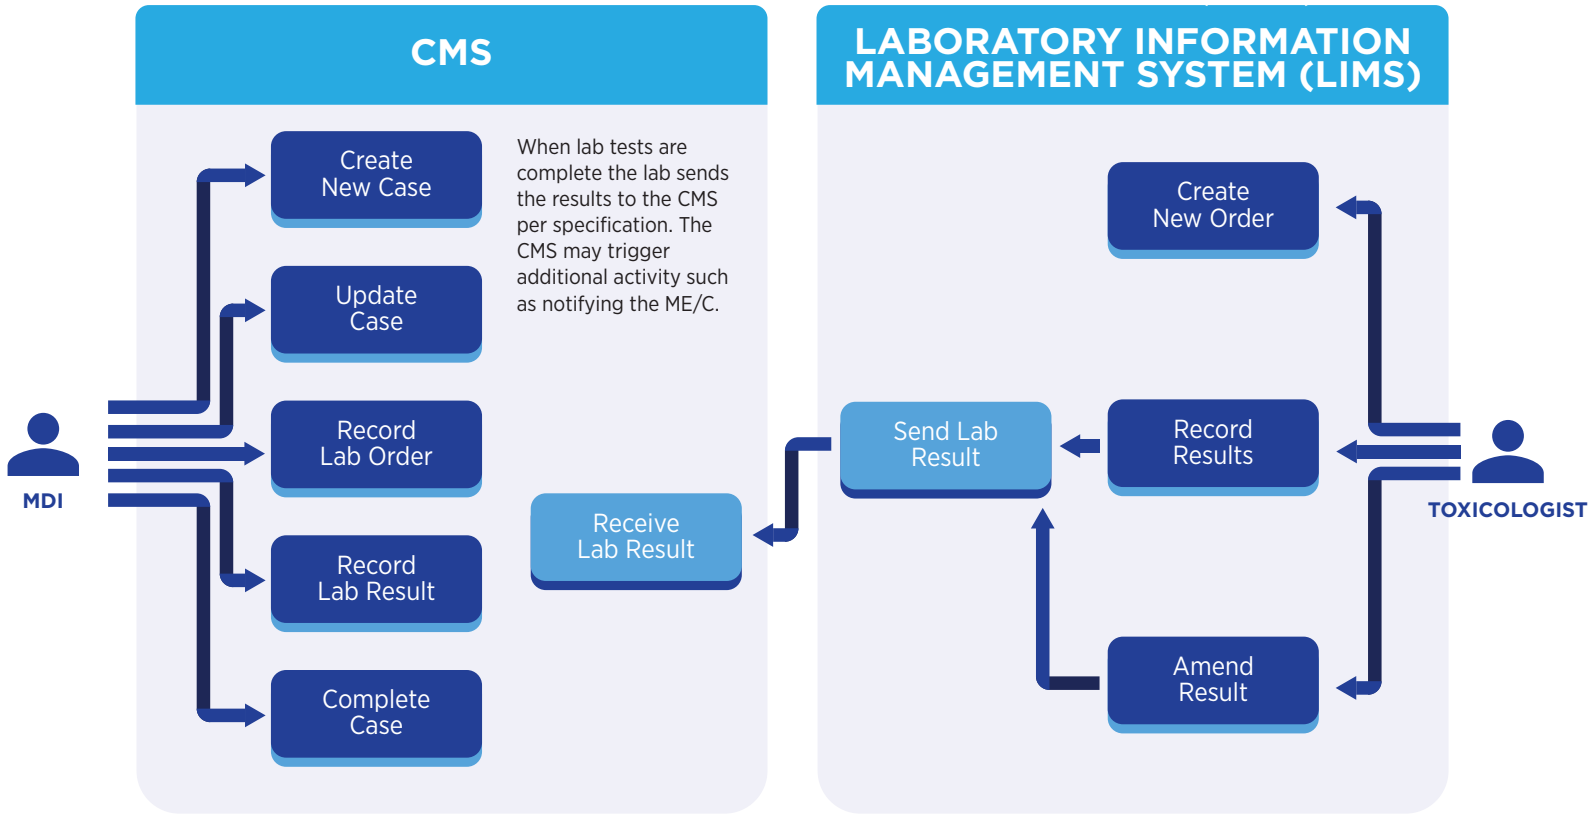 CMS
LABORATORY INFORMATION
MANAGEMENT SYSTEM (LIMS)
Create
New Case
When lab tests are
complete the lab sends
the results to the CMS
per specification. The
CMS may trigger
additional activity such
as notifying the ME/C.
Update
Case
Record
Lab Order
Record
Lab Result
Complete
Case
MDI
Receive
Lab Result
Send Lab
Result
Create
New Order
Record
Results
Amend
Result
TOXICOLOGIST